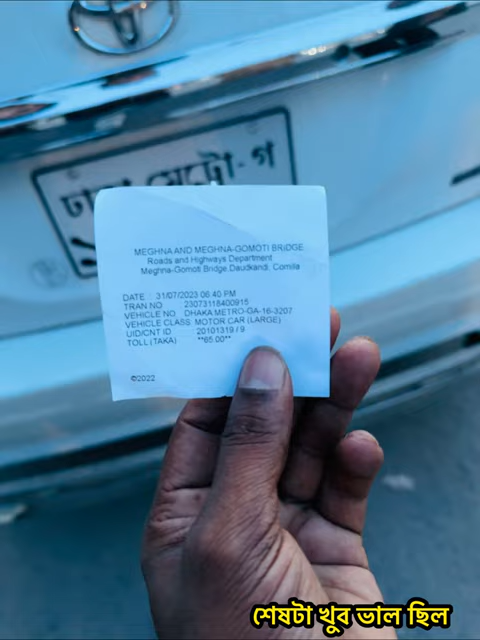 ঢাকা মেট্রো-গ
MEGHNA AND MEGHNA-GOMOTI BRIDGE
Roads and Highways Department
Meghna-Gomoti Bridge,Daudkandi, Comilla
DATE : 31/07/2023 06:40 PM
TRAN NO : 23073118400915
VEHICLE NO : DHAKA METRO-GA-16-3207
VEHICLE CLASS: MOTOR CAR (LARGE)
UID/CNT ID : 20101319 / 9
TOLL (TAKA) : **65.00**
©2022
শেষটা খুব ভাল ছিল